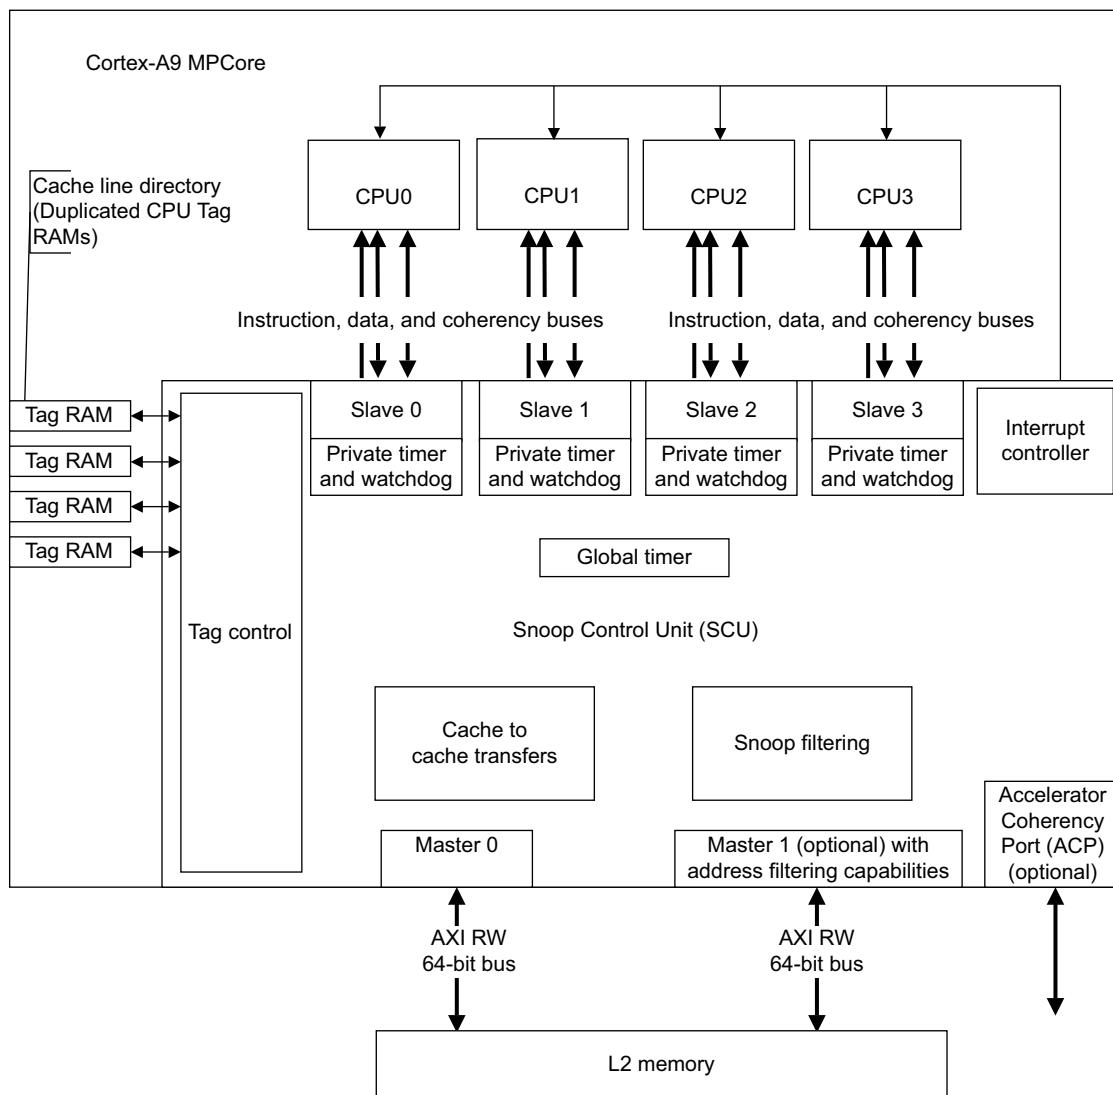 Cortex-A9 MPCore
Cache line directory
(Duplicated CPU Tag
RAMs)
CPU0
CPU1
CPU2
CPU3
Instruction, data, and coherency buses
Instruction, data, and coherency buses
Tag RAM
Tag RAM
Tag RAM
Tag RAM
Tag control
Slave 0
Private timer
and watchdog
Slave 1
Private timer
and watchdog
Slave 2
Private timer
and watchdog
Slave 3
Private timer
and watchdog
Interrupt
controller
Global timer
Snoop Control Unit (SCU)
Cache to
cache transfers
Snoop filtering
Master 0
Master 1 (optional) with
address filtering capabilities
Accelerator
Coherency
Port (ACP)
(optional)
AXI RW
64-bit bus
AXI RW
64-bit bus
L2 memory